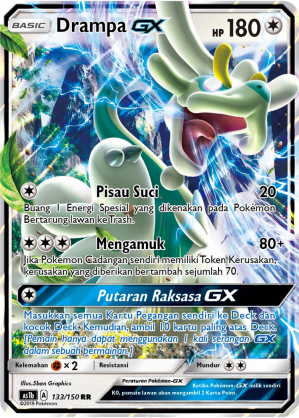 BASIC Drampa GX HP 180
Pisau Suci 20
Buang 1 Energi Spesial yang dikenakan pada Pokémon
Bertarung lawan ke Trash.
Mengamuk 80+
Jika Pokémon Cadangan sendiri memiliki Token Kerusakan,
kerusakan yang diberikan bertambah sejumlah 70.
Putaran Raksasa GX
Masukkan semua Kartu Pegangan sendiri ke Deck dan
kocok Deck. Kemudian, ambil 10 kartu paling atas Deck.
[Pemain hanya dapat menggunakan 1 kali serangan GX
dalam sebuah permainan.]
Kelemahan × 2 Resistansi Mundur
Illus. 5ban Graphics
Peraturan Pokémon-GX
Ketika Pokémon-GX sendiri
KO, pemain lawan dapat mengambil 2 Kartu Point.
AS1b A 133/150 RR
©2019 Pokémon